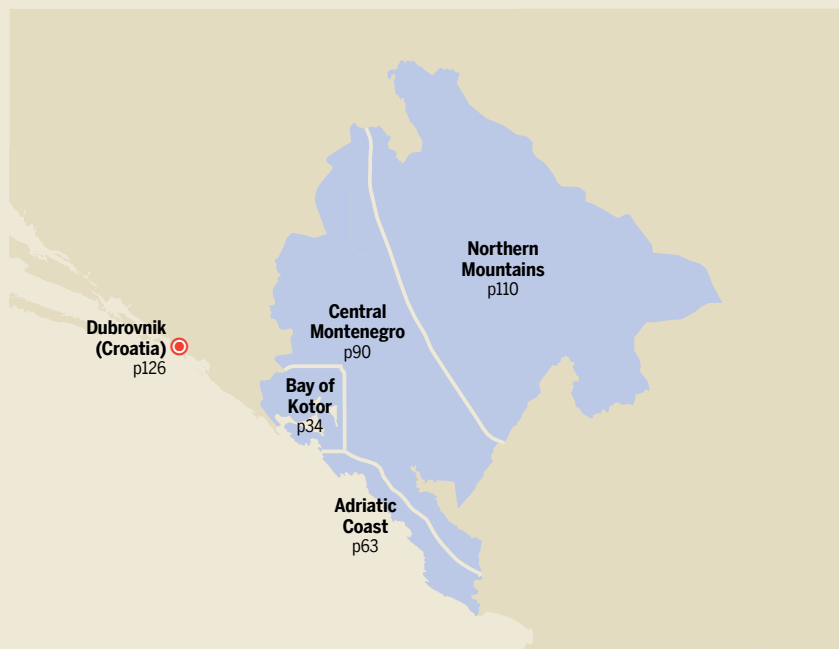 Northern
Mountains
p110
Central
Montenegro
p90
Dubrovnik
(Croatia)
p126
Bay of
Kotor
p34
Adriatic
Coast
p63